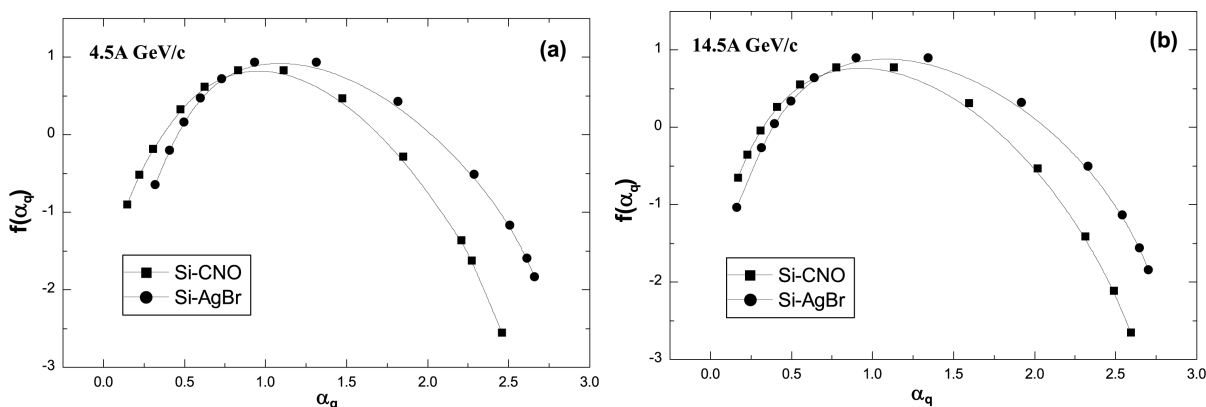 4.5A GeV/c
(a)
f(αq)
1
0
-1
-2
-3
Si-CNO
Si-AgBr
0.0 0.5 1.0 1.5 2.0 2.5 3.0
αq
14.5A GeV/c
(b)
f(αq)
1
0
-1
-2
-3
Si-CNO
Si-AgBr
0.0 0.5 1.0 1.5 2.0 2.5 3.0
αq